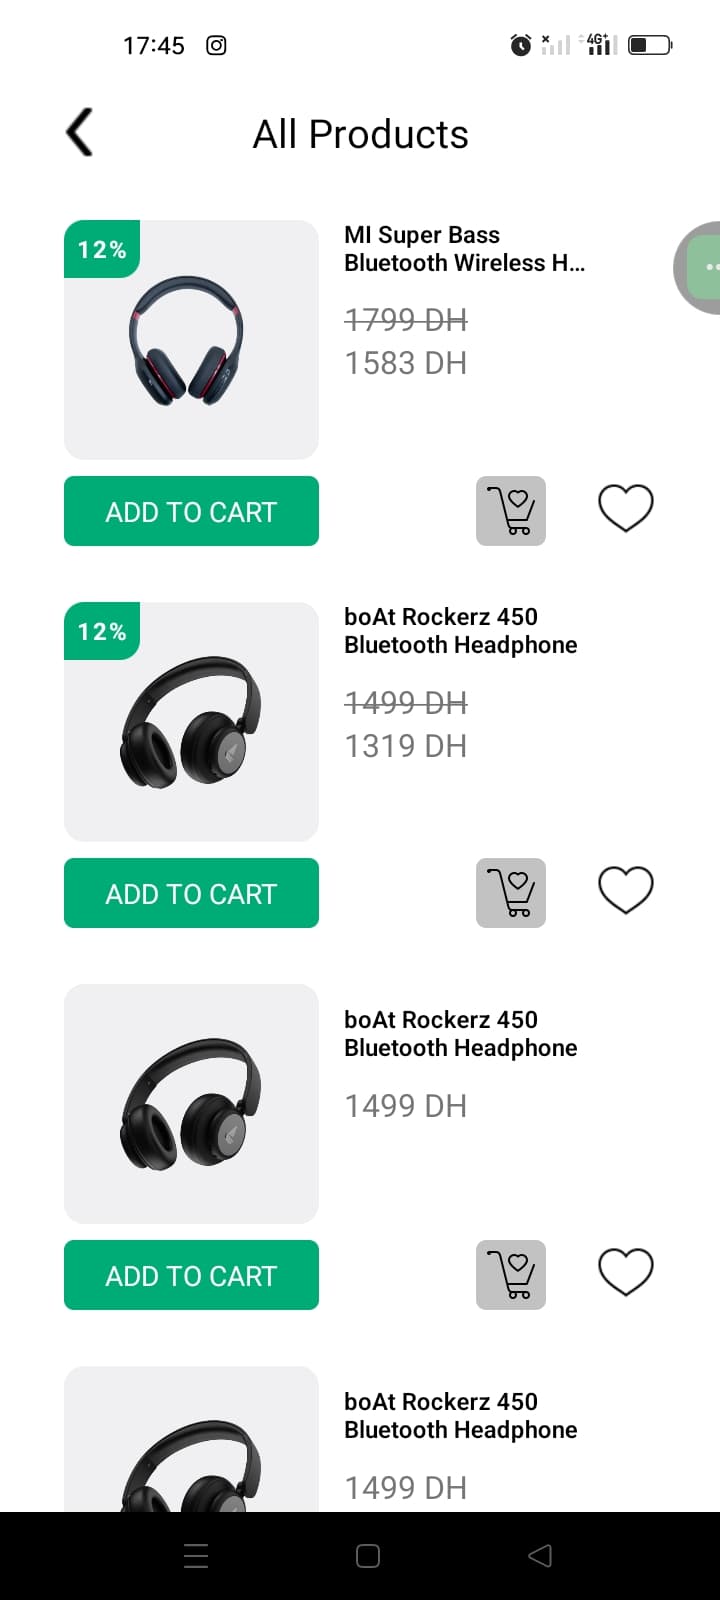 17:45
4G+
All Products
12%
MI Super Bass
Bluetooth Wireless H...
1799 DH
1583 DH
ADD TO CART
12%
boAt Rockerz 450
Bluetooth Headphone
1499 DH
1319 DH
ADD TO CART
boAt Rockerz 450
Bluetooth Headphone
1499 DH
ADD TO CART
boAt Rockerz 450
Bluetooth Headphone
1499 DH